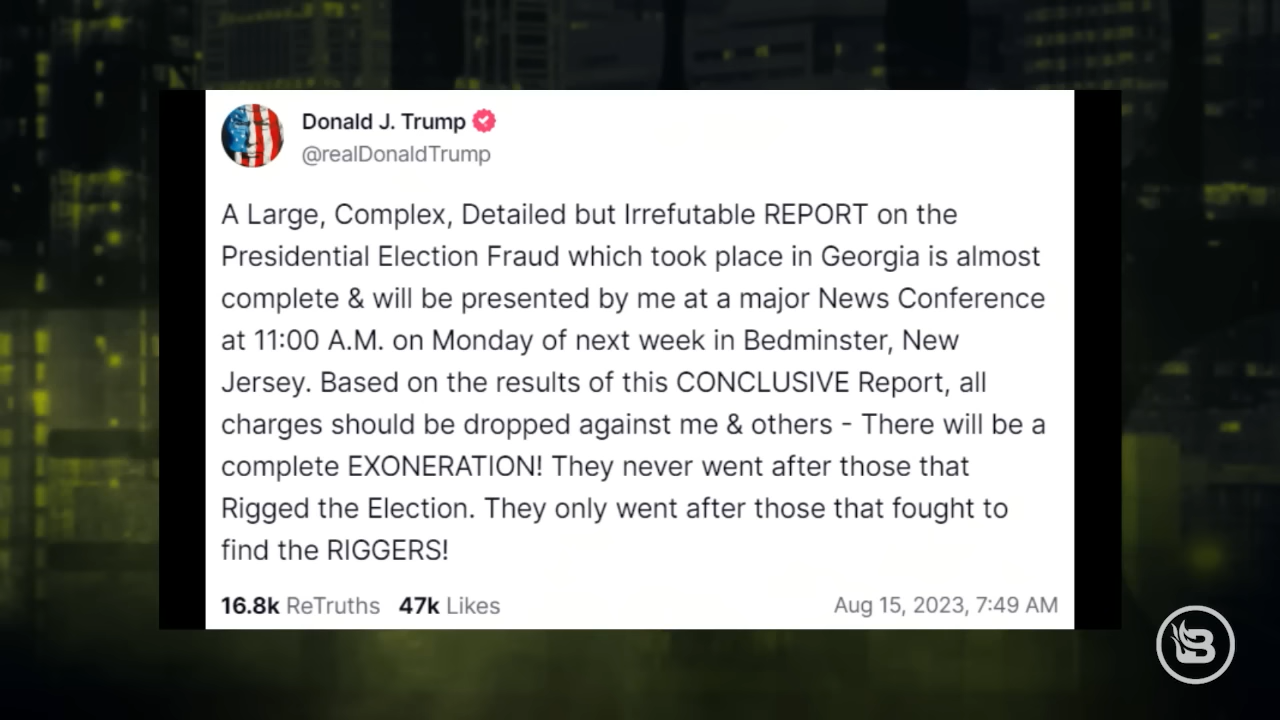 Donald J. Trump
@realDonaldTrump
A Large, Complex, Detailed but Irrefutable REPORT on the
Presidential Election Fraud which took place in Georgia is almost
complete & will be presented by me at a major News Conference
at 11:00 A.M. on Monday of next week in Bedminster, New
Jersey. Based on the results of this CONCLUSIVE Report, all
charges should be dropped against me & others - There will be a
complete EXONERATION! They never went after those that
Rigged the Election. They only went after those that fought to
find the RIGGERS!
16.8k ReTruths 47k Likes Aug 15, 2023, 7:49 AM
B